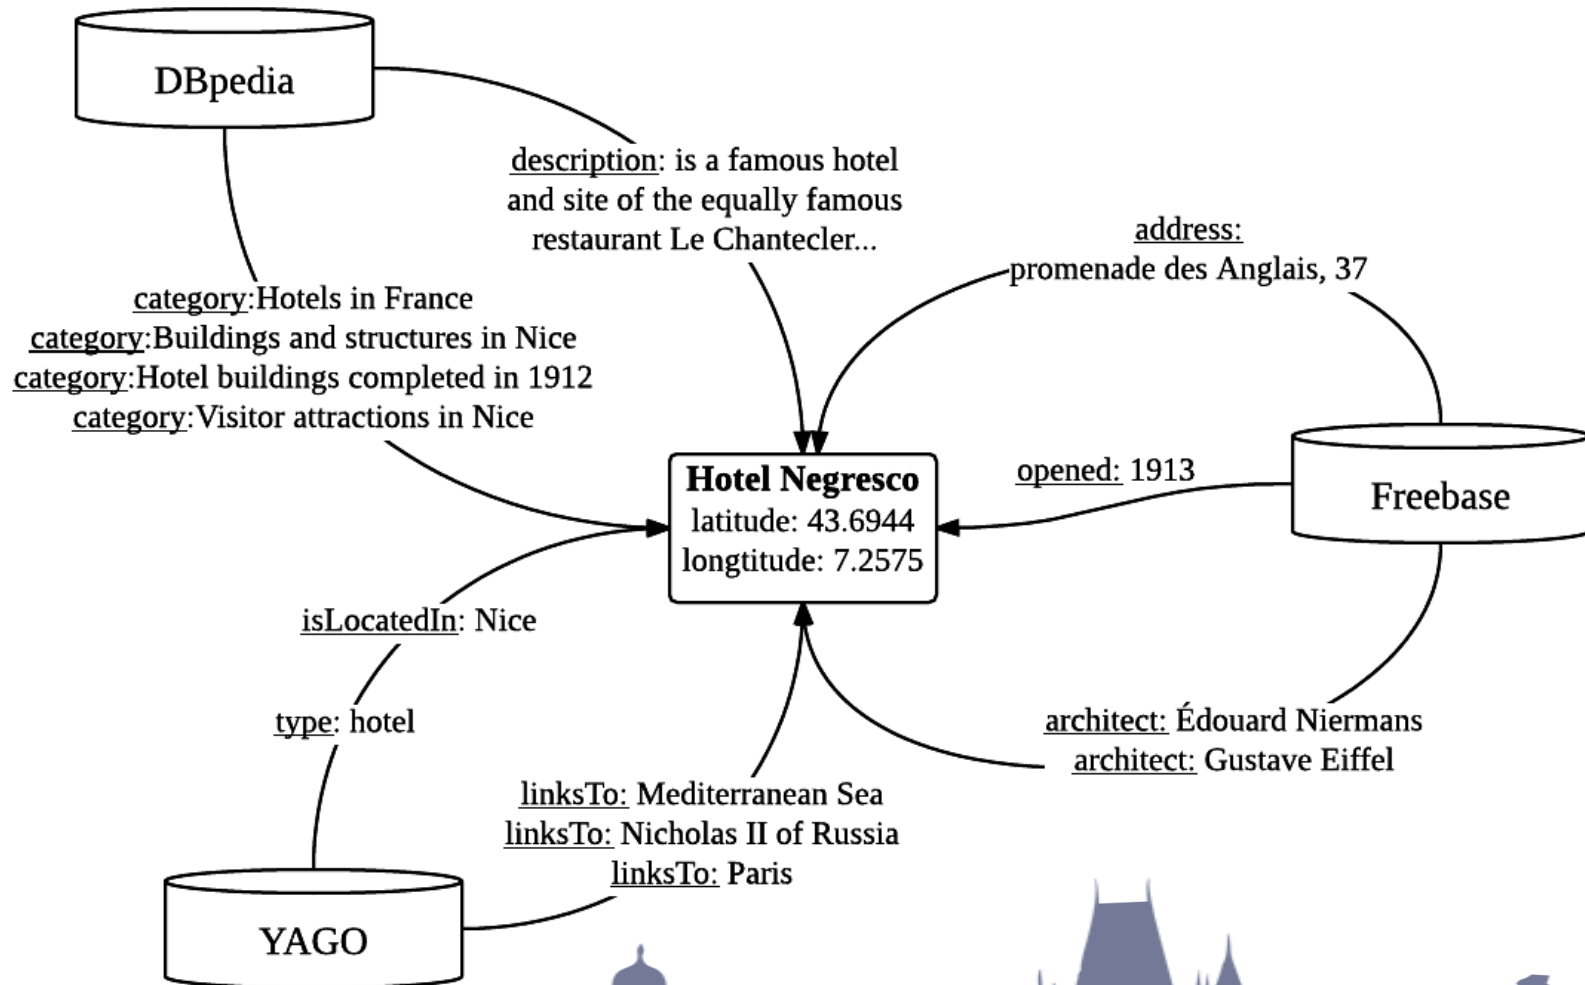 DBpedia
description: is a famous hotel
and site of the equally famous
restaurant Le Chantecler...
address:
promenade des Anglais, 37
category:Hotels in France
category:Buildings and structures in Nice
category:Hotel buildings completed in 1912
category:Visitor attractions in Nice
Hotel Negresco
latitude: 43.6944
longtitude: 7.2575
opened: 1913
Freebase
isLocatedIn: Nice
type: hotel
architect: Édouard Niermans
architect: Gustave Eiffel
linksTo: Mediterranean Sea
linksTo: Nicholas II of Russia
linksTo: Paris
YAGO